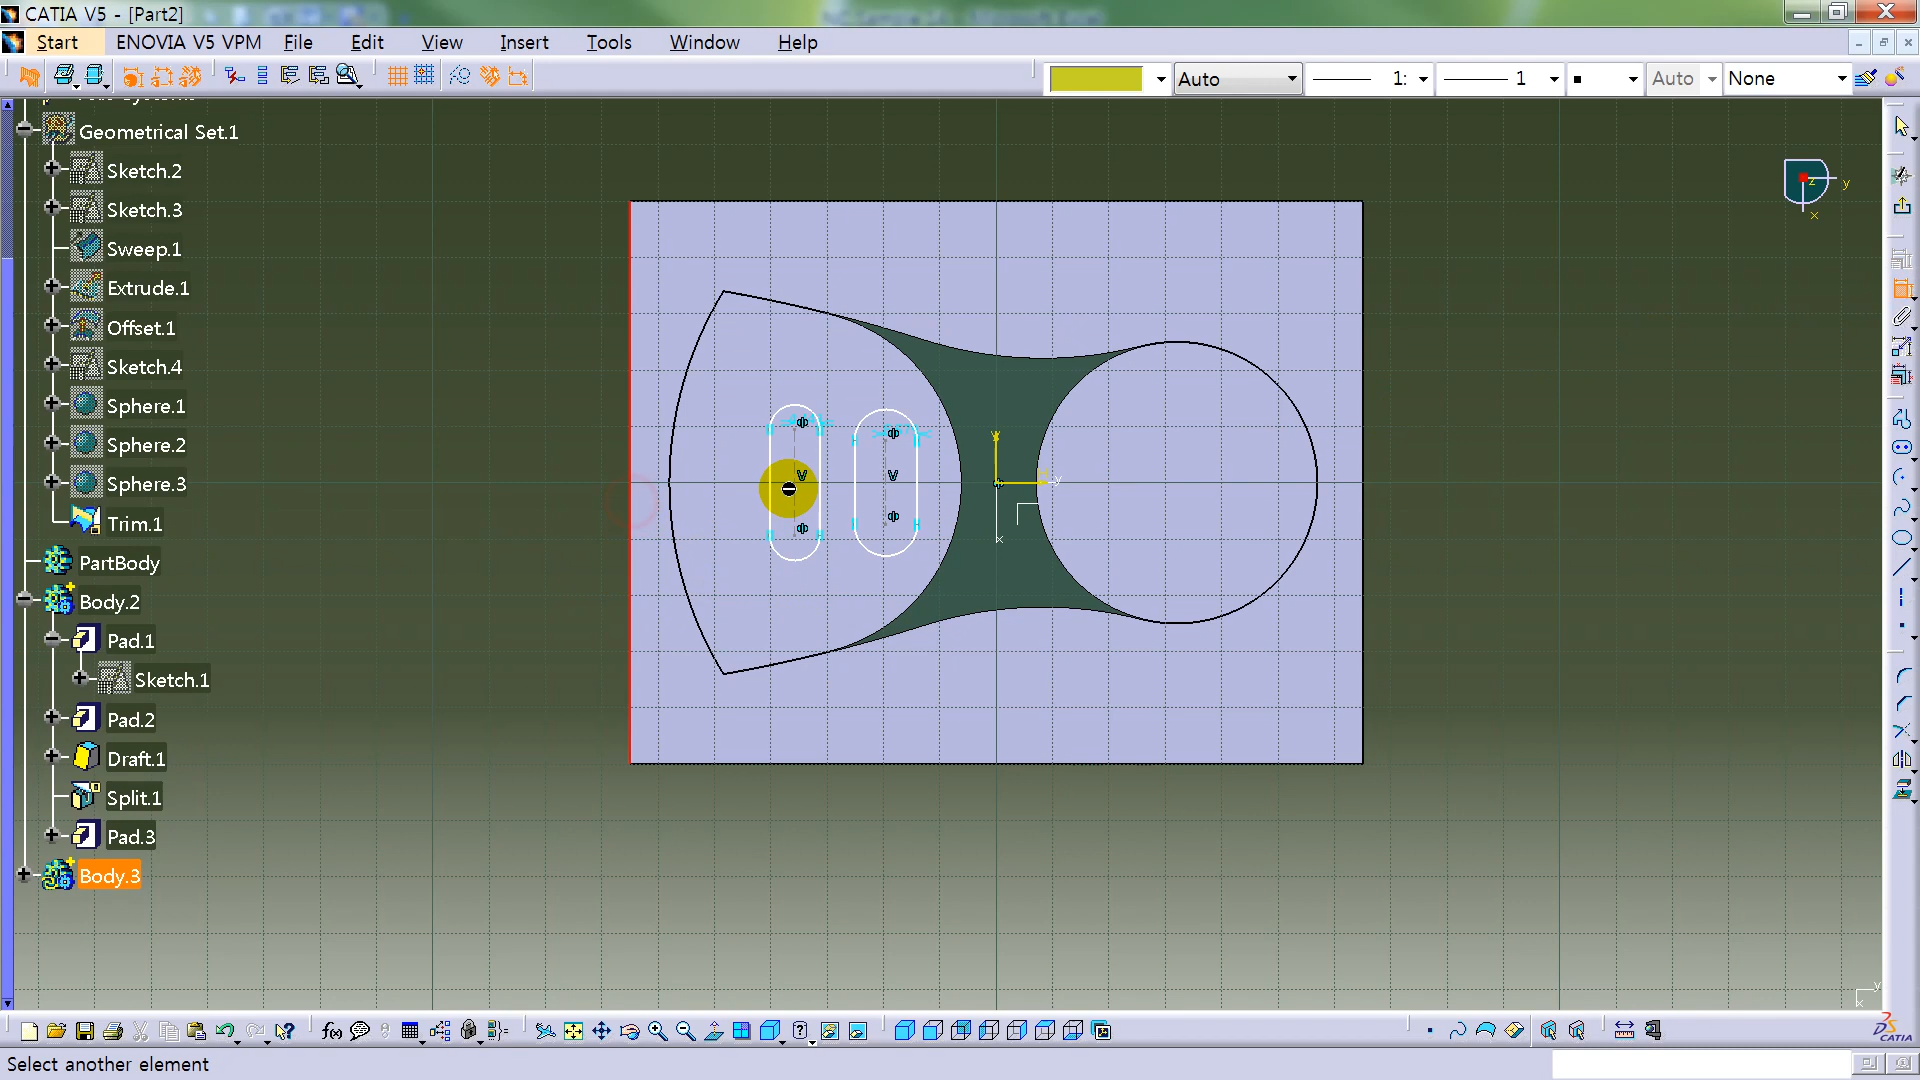 CATIA V5 - [Part2]
Start
ENOVIA V5 VPM
File
Edit
View
Insert
Tools
Window
Help
Auto
1:
1
Auto
None
Geometrical Set.1
Sketch.2
Sketch.3
Sweep.1
Extrude.1
Offset.1
Sketch.4
Sphere.1
Sphere.2
Sphere.3
Trim.1
PartBody
Body.2
Pad.1
Sketch.1
Pad.2
Draft.1
Split.1
Pad.3
Body.3
z
y
x
V
V
H
H
H
H
y
x
f(x)
CATIA
Select another element